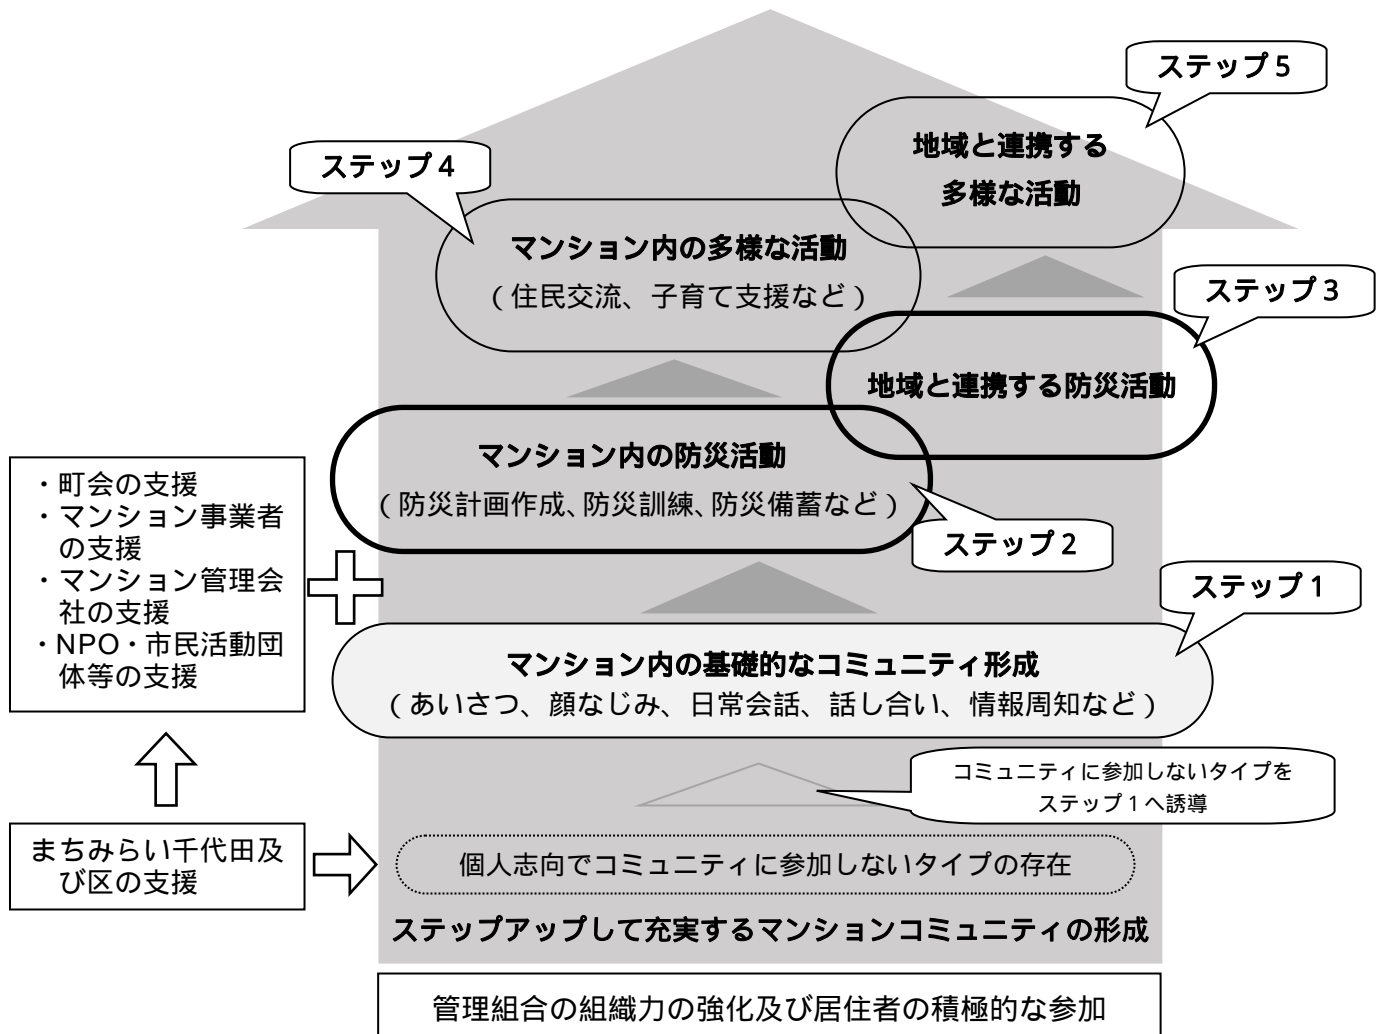 ステップ5
地域と連携する
多様な活動
ステップ4
マンション内の多様な活動
(住民交流、子育て支援など)
ステップ3
地域と連携する防災活動
マンション内の防災活動
(防災計画作成、防災訓練、防災備蓄など)
ステップ2
・町会の支援
・マンション事業者
の支援
・マンション管理会
社の支援
・NPO・市民活動団
体等の支援
ステップ1
マンション内の基礎的なコミュニティ形成
(あいさつ、顔なじみ、日常会話、話し合い、情報周知など)
コミュニティに参加しないタイプを
ステップ1へ誘導
まちみらい千代田及
び区の支援
個人志向でコミュニティに参加しないタイプの存在
ステップアップして充実するマンションコミュニティの形成
管理組合の組織力の強化及び居住者の積極的な参加